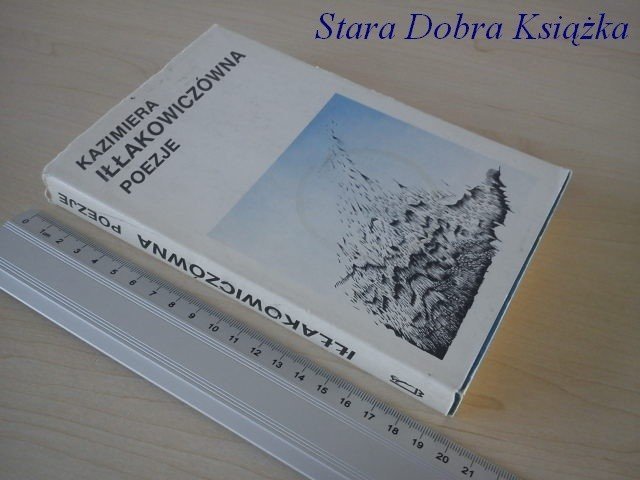 Stara Dobra Książka
KAZIMIERA
IŁŁAKOWICZÓWNA
POEZJE
IŁŁAKOWICZÓWNA POEZJE
0 1cm 2 3 4 5 6 7 8 9 10 11 12 13 14 15 16 17 18 19 20 21